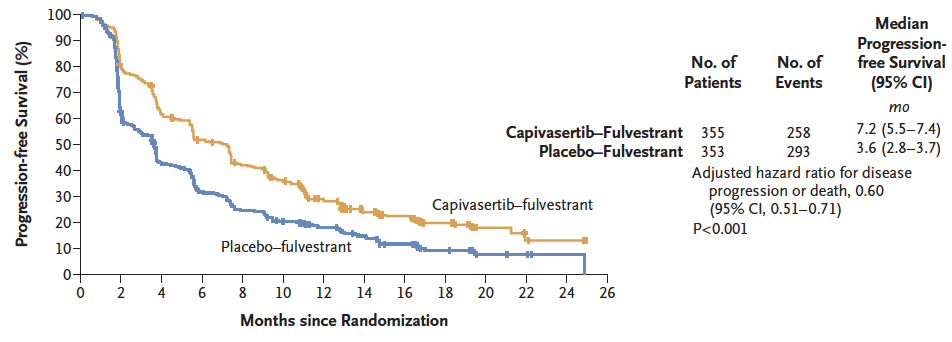 Progression-free Survival (%)
100
90
80
70
60
50
40
30
20
10
0
0 2 4 6 8 10 12 14 16 18 20 22 24 26
Months since Randomization
Capivasertib–fulvestrant
Placebo–fulvestrant
No. of Patients
No. of Events
Median
Progression-
free Survival
(95% CI)
mo
Capivasertib–Fulvestrant 355 258 7.2 (5.5–7.4)
Placebo–Fulvestrant 353 293 3.6 (2.8–3.7)
Adjusted hazard ratio for disease
progression or death, 0.60
(95% CI, 0.51–0.71)
P<0.001